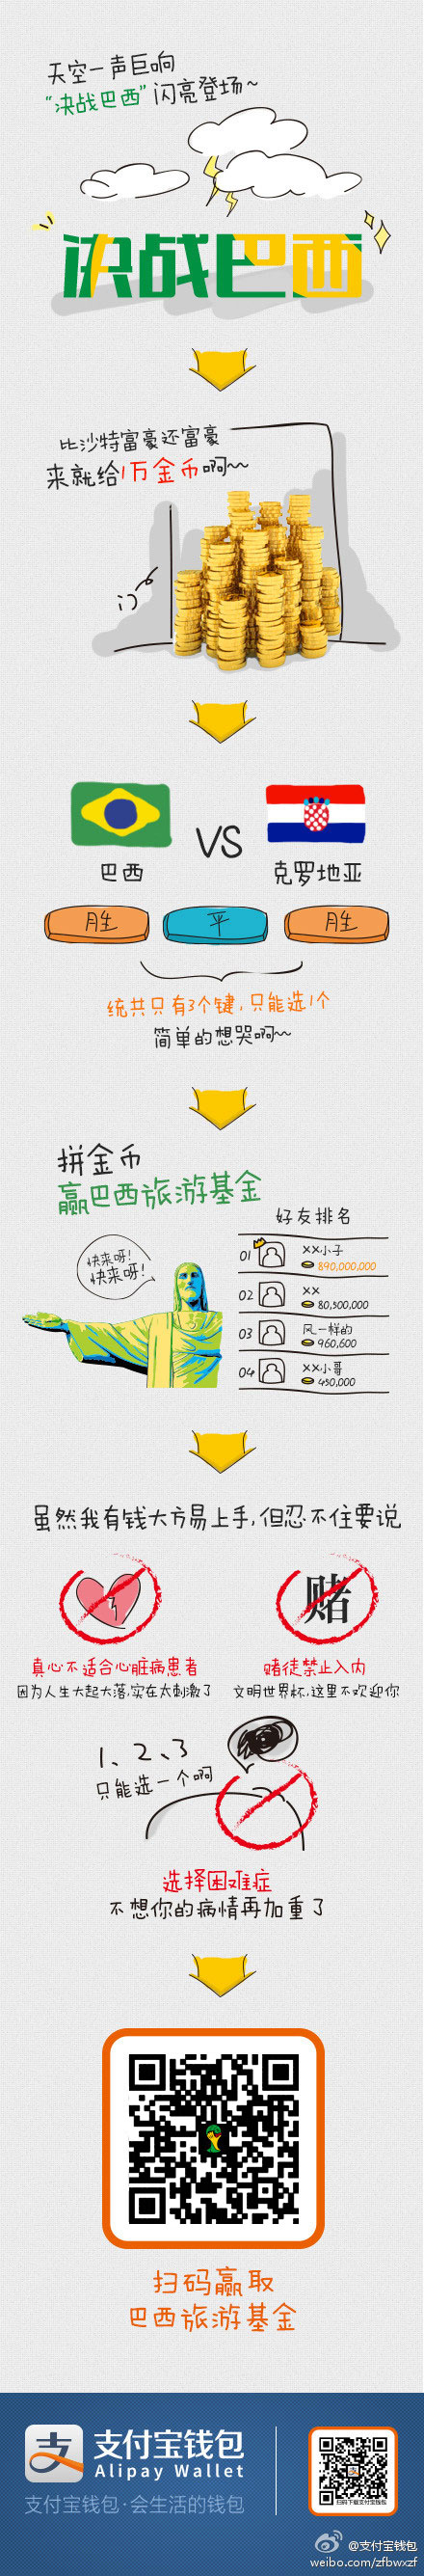 天空一声巨响
“决战巴西”闪亮登场~
决战巴西
比沙特富豪还富豪
来就给1万金币啊~~
门
巴西
VS
克罗地亚
胜
平
胜
统共只有3个键,只能选1个
简单的想哭啊~~
拼金币
赢巴西旅游基金
快来呀!
快来呀!
好友排名
01
XX小子
890,000,000
02
XX
80,500,000
03
风一样的
960,600
04
XX小哥
450,000
虽然我有钱大方易上手,但忍不住要说
赌
真心不适合心脏病患者
因为人生大起大落,实在太刺激了
赌徒禁止入内
文明世界杯,这里不欢迎你
1、2、3
只能选一个啊
选择困难症
不想你的病情再加重了
扫码赢取
巴西旅游基金
支
支付宝钱包
Alipay Wallet
支付宝钱包·会生活的钱包
扫码下载支付宝钱包
@支付宝钱包
weibo.com/zfbwxzf